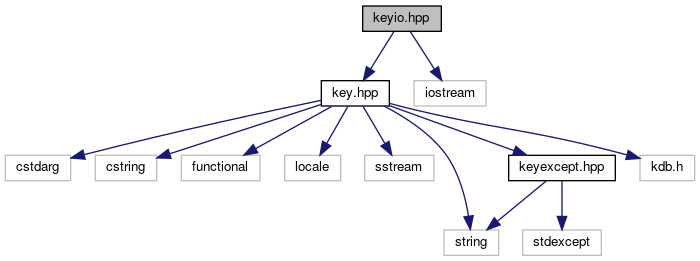 keyio.hpp
key.hpp
iostream
cstdarg
cstring
functional
locale
sstream
keyexcept.hpp
kdb.h
string
stdexcept